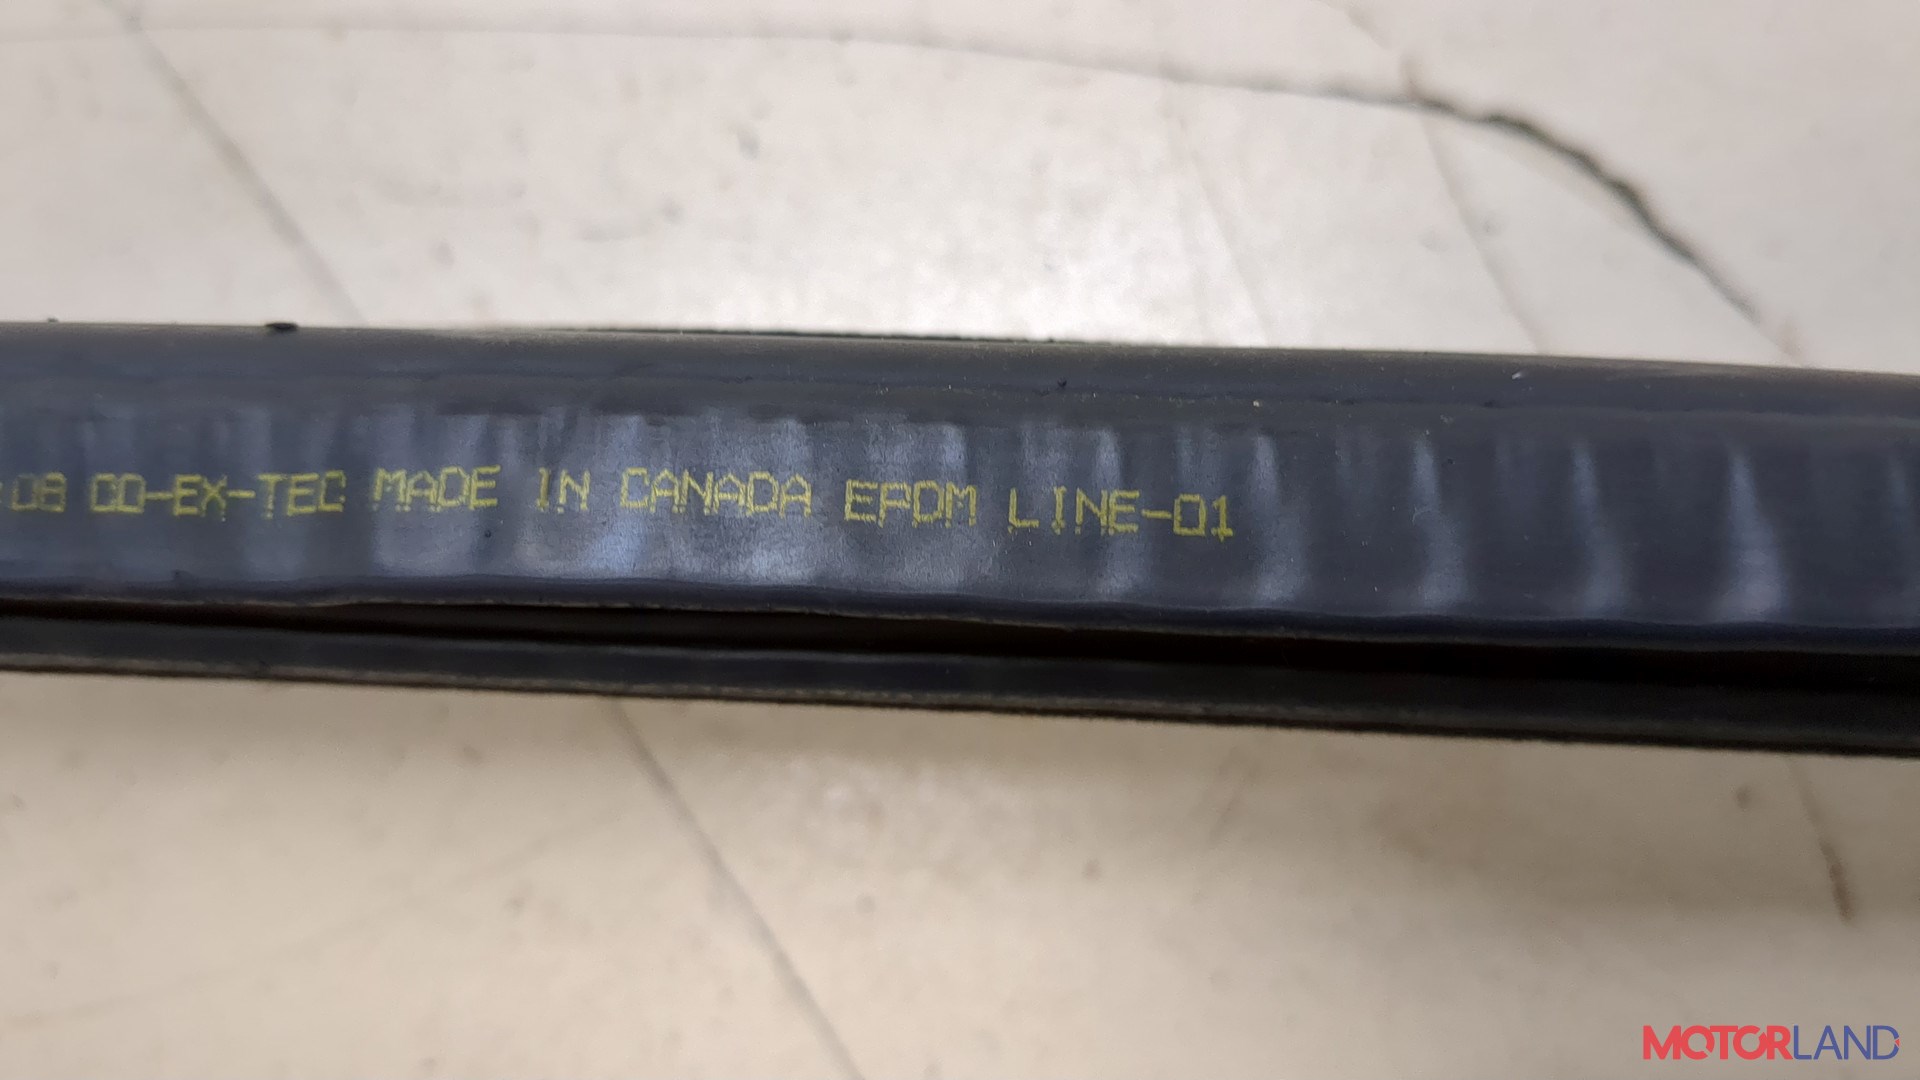 :08 CO-EX-TEC MADE IN CANADA EPDM LINE-01
MOTORLAND